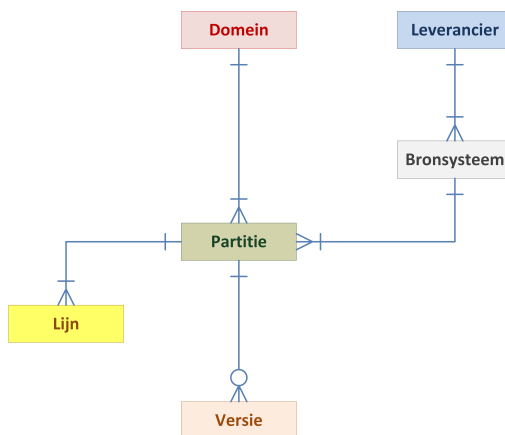 Domein
Leverancier
Bronsysteem
Partitie
Lijn
Versie